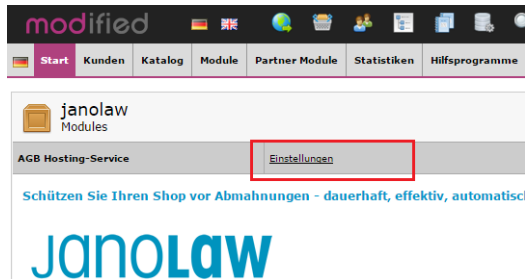 modified
Start Kunden Katalog Module Partner Module Statistiken Hilfsprogramme
janolaw
Modules
AGB Hosting-Service Einstellungen
Schützen Sie Ihren Shop vor Abmahnungen - dauerhaft, effektiv, automatisc
JANOLAW